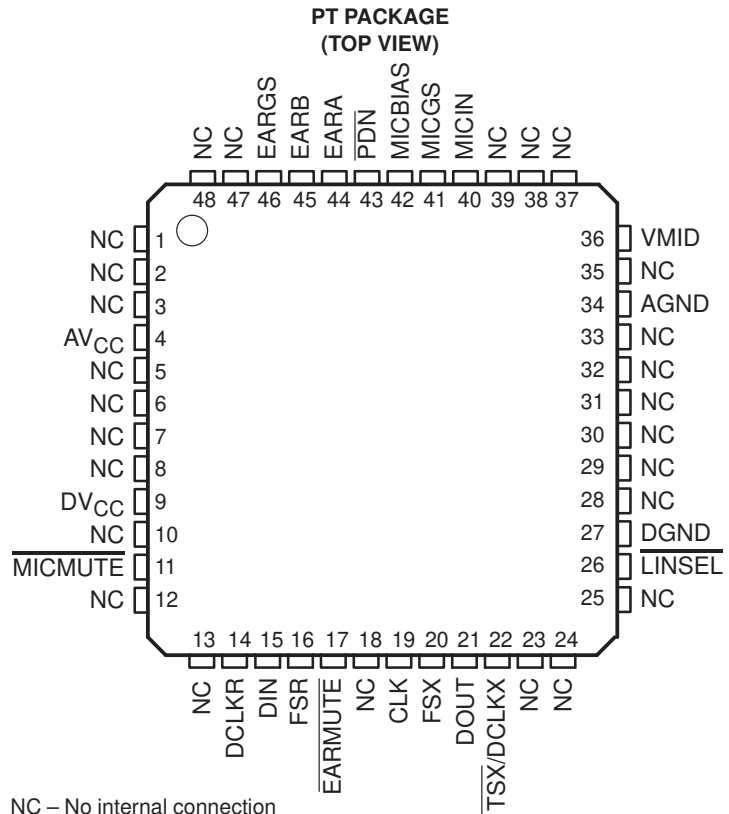 PT PACKAGE
(TOP VIEW)
NC
NC
EARGS
EARB
EARA
PDN
MICBIAS
MICGS
MICIN
NC
NC
NC
48 47 46 45 44 43 42 41 40 39 38 37
NC 1
NC 2
NC 3
AVCC 4
NC 5
NC 6
NC 7
NC 8
DVCC 9
NC 10
MICMUTE 11
NC 12
36 VMID
35 NC
34 AGND
33 NC
32 NC
31 NC
30 NC
29 NC
28 NC
27 DGND
26 LINSEL
25 NC
13 14 15 16 17 18 19 20 21 22 23 24
NC
DCLKR
DIN
FSR
EARMUTE
NC
CLK
FSX
DOUT
TSX/DCLKX
NC
NC
NC – No internal connection